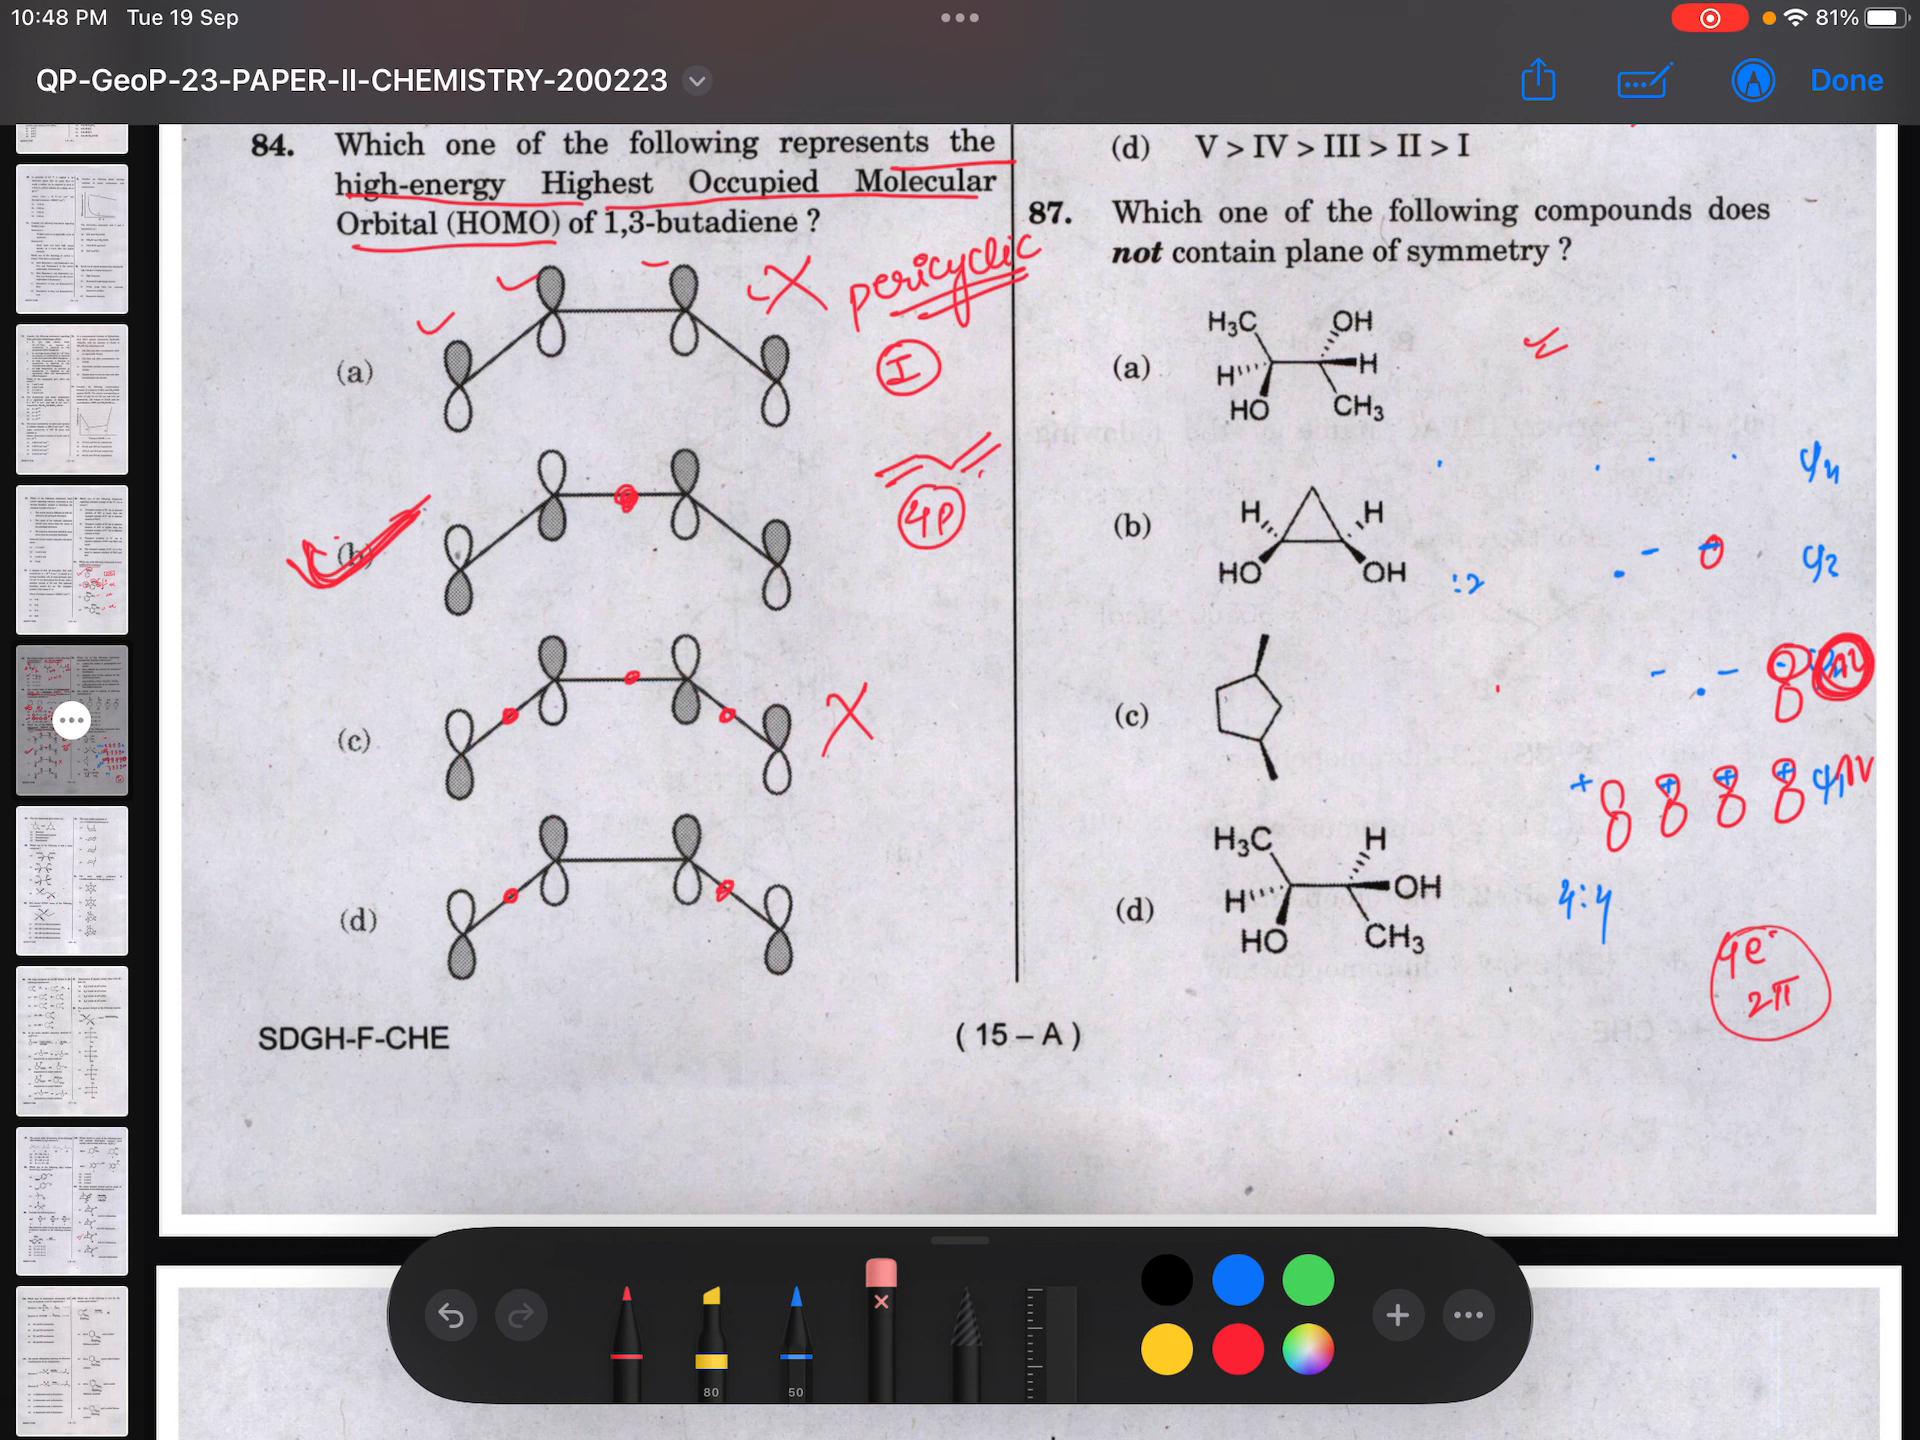 10:48 PM Tue 19 Sep
81%
QP-GeoP-23-PAPER-II-CHEMISTRY-200223
Done
84. Which one of the following represents the
high-energy Highest Occupied Molecular
Orbital (HOMO) of 1,3-butadiene ?
pericyclic
(a)
I
(b)
4p
(c)
(d)
SDGH-F-CHE
(d) V > IV > III > II > I
87. Which one of the following compounds does
not contain plane of symmetry ?
(a)
H₃C OH
H H
HO CH₃
(b)
H H
HO OH
(c)
(d)
H₃C H
H OH
HO CH₃
4:4
4e⁻
2π
( 15 – A )
80
50